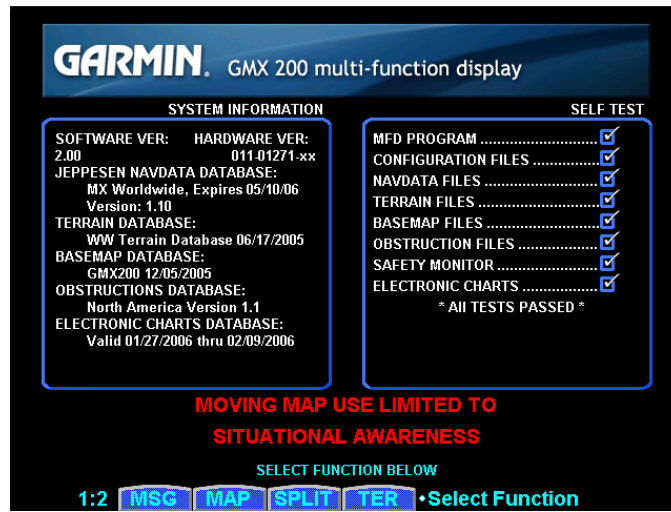 GARMIN. GMX 200 multi-function display
SYSTEM INFORMATION
SOFTWARE VER: HARDWARE VER:
2.00 011-01271-xx
JEPPESEN NAVDATA DATABASE:
MX Worldwide, Expires 05/10/06
Version: 1.10
TERRAIN DATABASE:
WW Terrain Database 06/17/2005
BASEMAP DATABASE:
GMX200 12/05/2005
OBSTRUCTIONS DATABASE:
North America Version 1.1
ELECTRONIC CHARTS DATABASE:
Valid 01/27/2006 thru 02/09/2006
SELF TEST
MFD PROGRAM ........................
CONFIGURATION FILES .............
NAVDATA FILES .......................
TERRAIN FILES ........................
BASEMAP FILES .......................
OBSTRUCTION FILES ................
SAFETY MONITOR ....................
ELECTRONIC CHARTS ...............
* All TESTS PASSED *
MOVING MAP USE LIMITED TO
SITUATIONAL AWARENESS
SELECT FUNCTION BELOW
1:2 MSG MAP SPLIT TER •Select Function